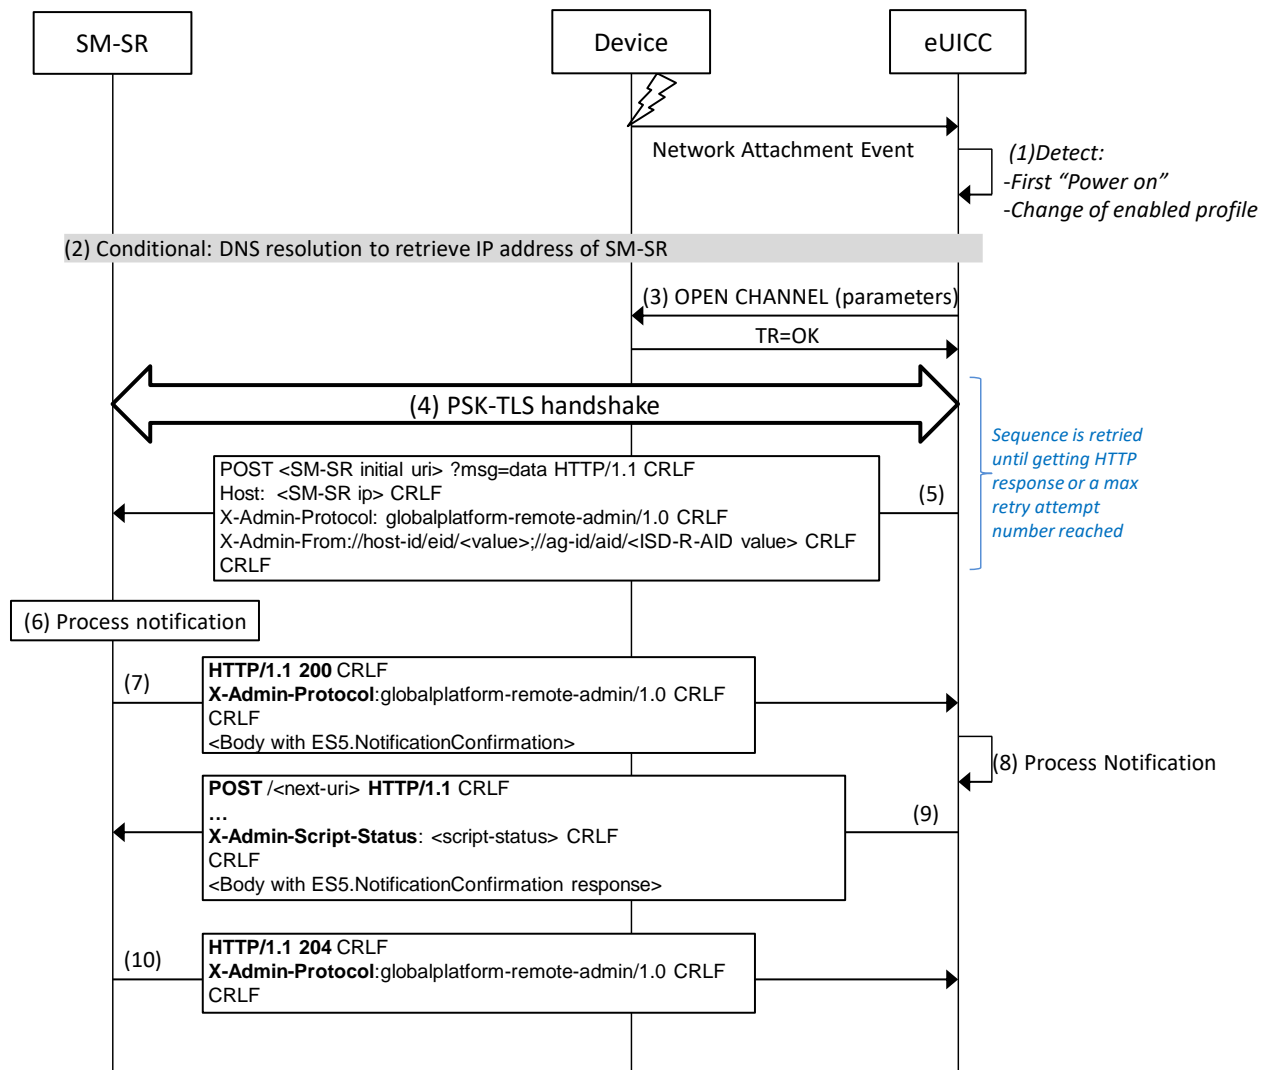 SM-SR
Device
eUICC
Network Attachment Event
(1)Detect:
-First “Power on”
-Change of enabled profile
(2) Conditional: DNS resolution to retrieve IP address of SM-SR
(3) OPEN CHANNEL (parameters)
TR=OK
(4) PSK-TLS handshake
Sequence is retried
until getting HTTP
response or a max
retry attempt
number reached
POST <SM-SR initial uri> ?msg=data HTTP/1.1 CRLF
Host:  <SM-SR ip> CRLF
X-Admin-Protocol: globalplatform-remote-admin/1.0 CRLF
X-Admin-From://host-id/eid/<value>;//ag-id/aid/<ISD-R-AID value> CRLF
CRLF
(5)
(6) Process notification
(7)
HTTP/1.1 200 CRLF
X-Admin-Protocol:globalplatform-remote-admin/1.0 CRLF
CRLF
<Body with ES5.NotificationConfirmation>
(8) Process Notification
POST /<next-uri> HTTP/1.1 CRLF
...
X-Admin-Script-Status: <script-status> CRLF
CRLF
<Body with ES5.NotificationConfirmation response>
(9)
(10)
HTTP/1.1 204 CRLF
X-Admin-Protocol:globalplatform-remote-admin/1.0 CRLF
CRLF